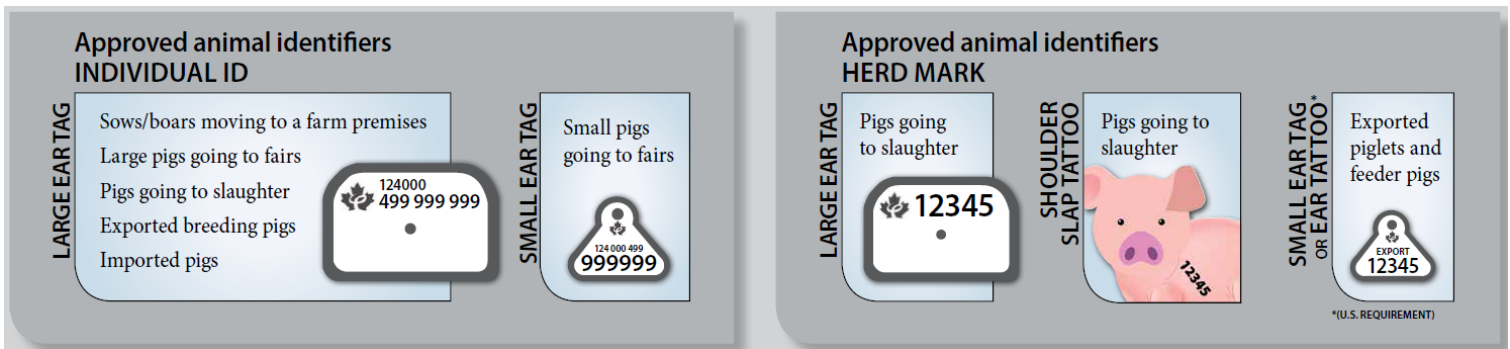 Approved animal identifiers
INDIVIDUAL ID
LARGE EAR TAG
Sows/boars moving to a farm premises
Large pigs going to fairs
Pigs going to slaughter
Exported breeding pigs
Imported pigs
124000
499 999 999
SMALL EAR TAG
Small pigs
going to fairs
124 000 499
999999
Approved animal identifiers
HERD MARK
LARGE EAR TAG
Pigs going
to slaughter
12345
SHOULDER
SLAP TATTOO
Pigs going to
slaughter
12345
SMALL EAR TAG
OR EAR TATTOO*
Exported
piglets and
feeder pigs
EXPORT
12345
*(U.S. REQUIREMENT)